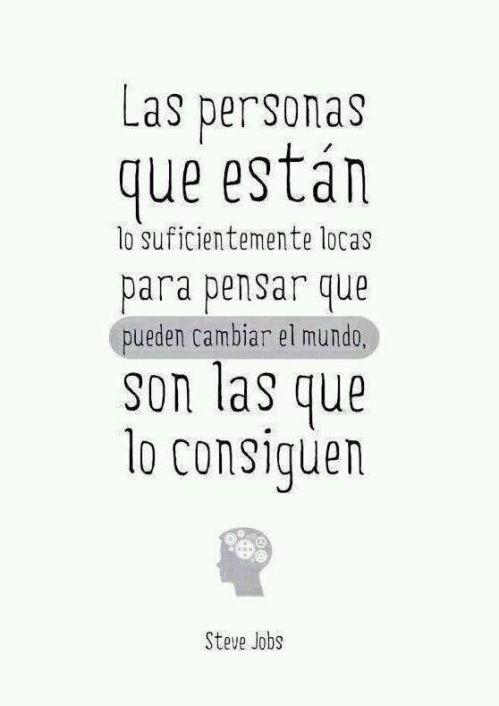 Las personas
que están
lo suficientemente locas
para pensar que
pueden cambiar el mundo,
son las que
lo consiguen
Steve Jobs